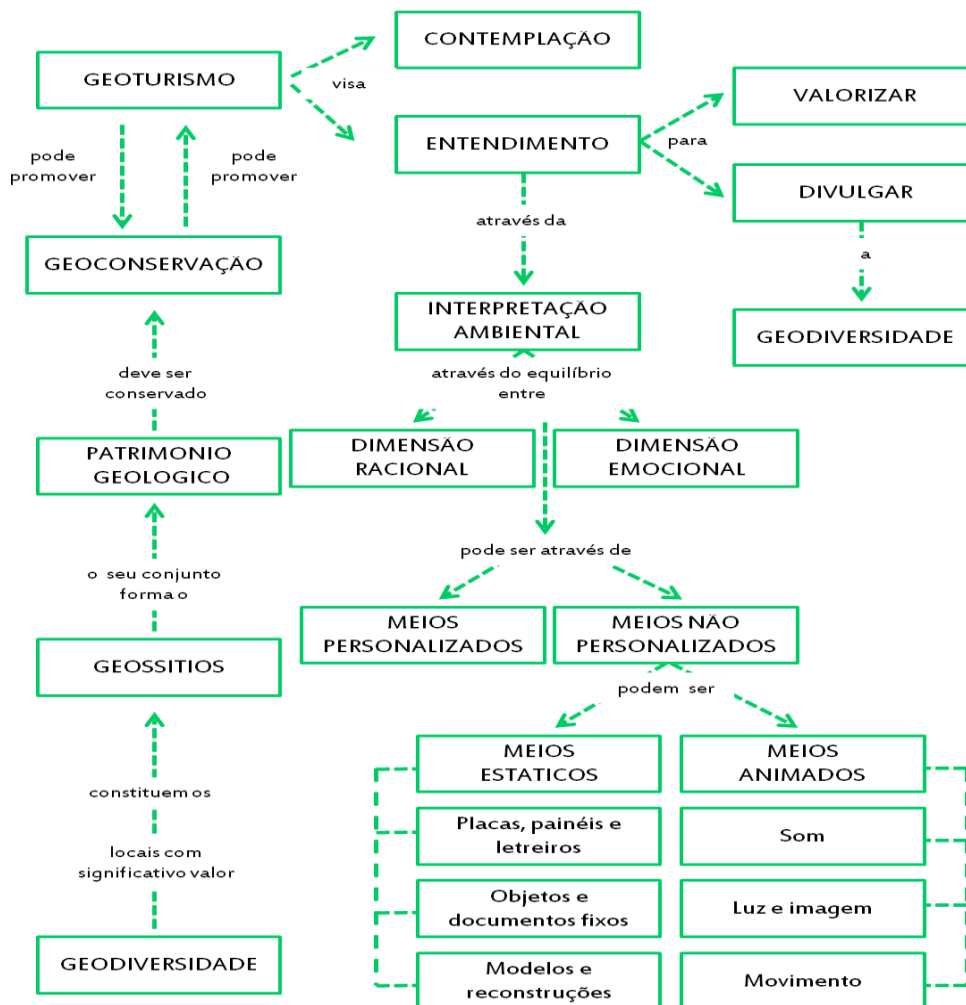 CONTEMPLAÇÃO
GEOTURISMO
visa
VALORIZAR
ENTENDIMENTO
para
pode
promover
pode
promover
DIVULGAR
através da
a
GEOCONSERVAÇÃO
INTERPRETAÇÃO
AMBIENTAL
GEODIVERSIDADE
deve ser
conservado
através do equilíbrio
entre
PATRIMONIO
GEOLOGICO
DIMENSÃO
RACIONAL
DIMENSÃO
EMOCIONAL
pode ser através de
o seu conjunto
forma o
MEIOS
PERSONALIZADOS
MEIOS NÃO
PERSONALIZADOS
GEOSSITIOS
podem ser
MEIOS
ESTATICOS
MEIOS
ANIMADOS
constituem os
Placas, painéis e
letreiros
Som
locais com
significativo valor
Objetos e
documentos fixos
Luz e imagem
GEODIVERSIDADE
Modelos e
reconstruções
Movimento